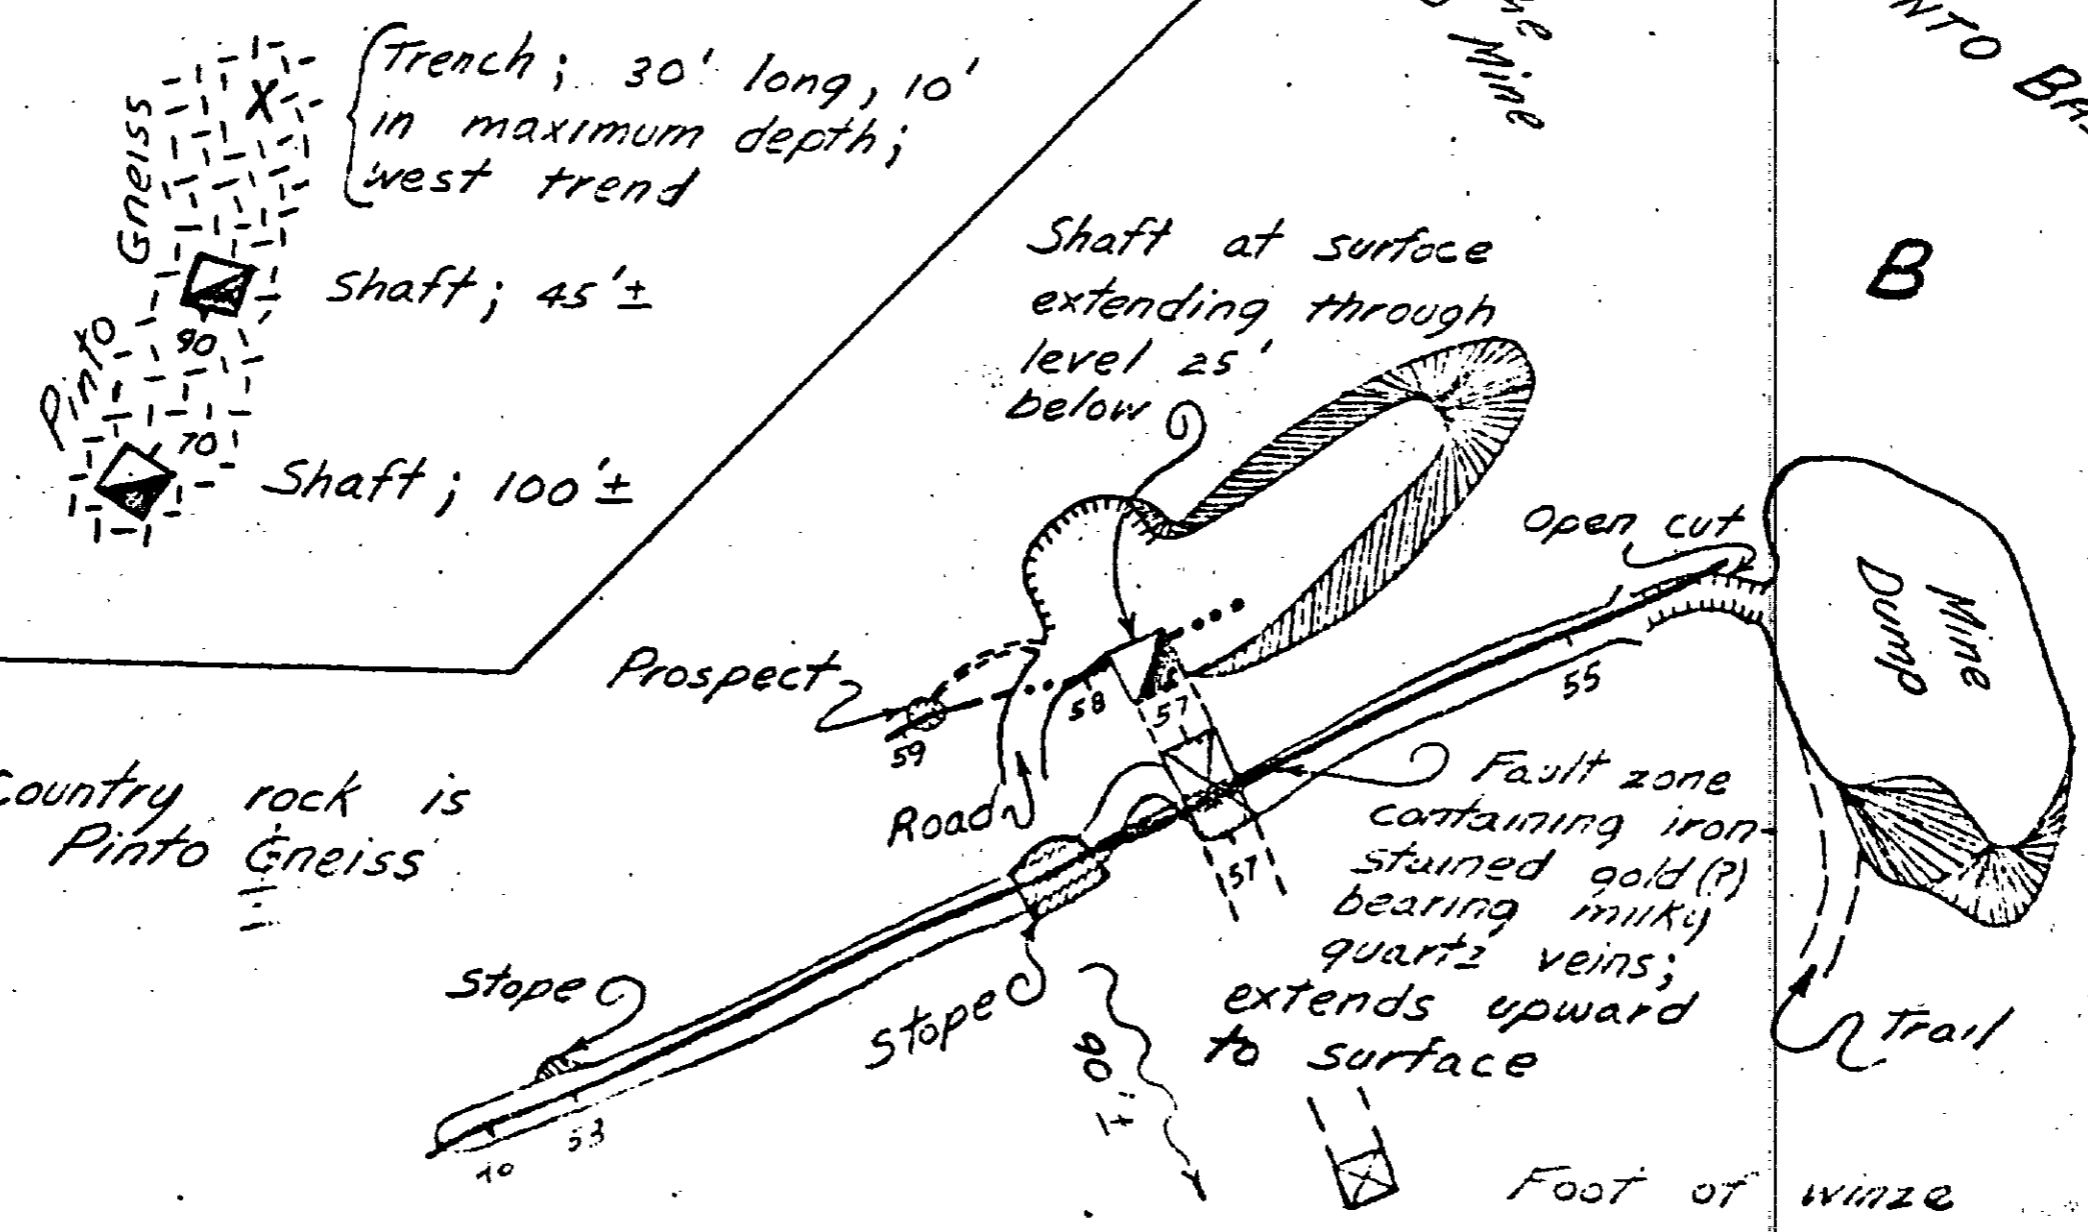 Trench; 30' long, 10'
in maximum depth;
west trend
Gneiss
X
Shaft; 45'±
90
Pinto
70
Shaft; 100'±
Mine
B
Shaft at surface
extending through
level 25'
below
Open cut
Mine
Dump
Prospect
58
57
59
55
Road
Country rock is
Pinto Gneiss
57
Fault zone
containing iron-
stained gold(?)
bearing milky
quartz veins;
extends upward
to surface
Stope
Stope
90'±
Trail
53
Foot of winze